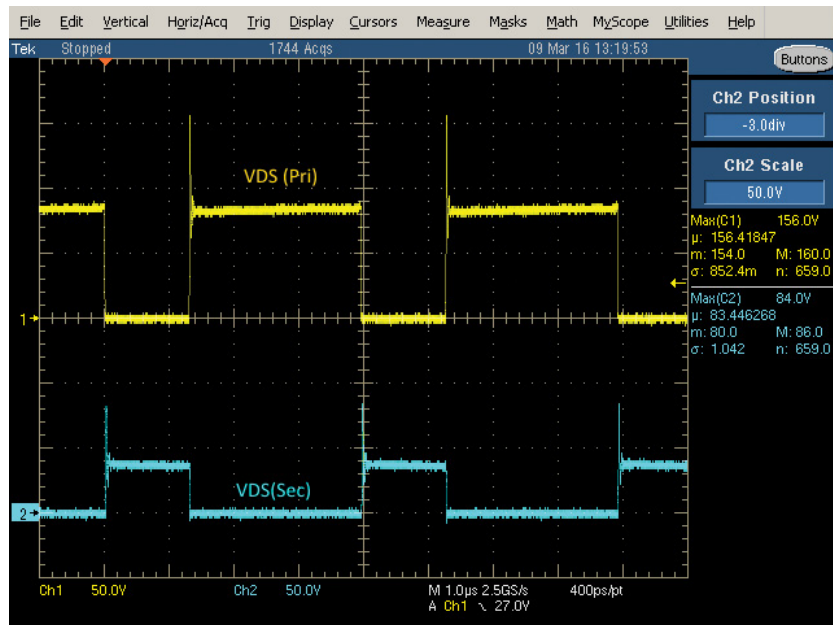 File Edit Vertical Horiz/Acq Trig Display Cursors Measure Masks Math MyScope Utilities Help
Tek Stopped 1744 Acqs 09 Mar 16 13:19:53
Buttons
Ch2 Position
-3.0div
Ch2 Scale
50.0V
Max(C1) 156.0V
µ: 156.41847
m: 154.0 M: 160.0
σ: 852.4m n: 659.0
Max(C2) 84.0V
µ: 83.446268
m: 80.0 M: 86.0
σ: 1.042 n: 659.0
VDS (Pri)
1
VDS(Sec)
2
Ch1 50.0V Ch2 50.0V M 1.0µs 2.5GS/s 400ps/pt
A Ch1 27.0V